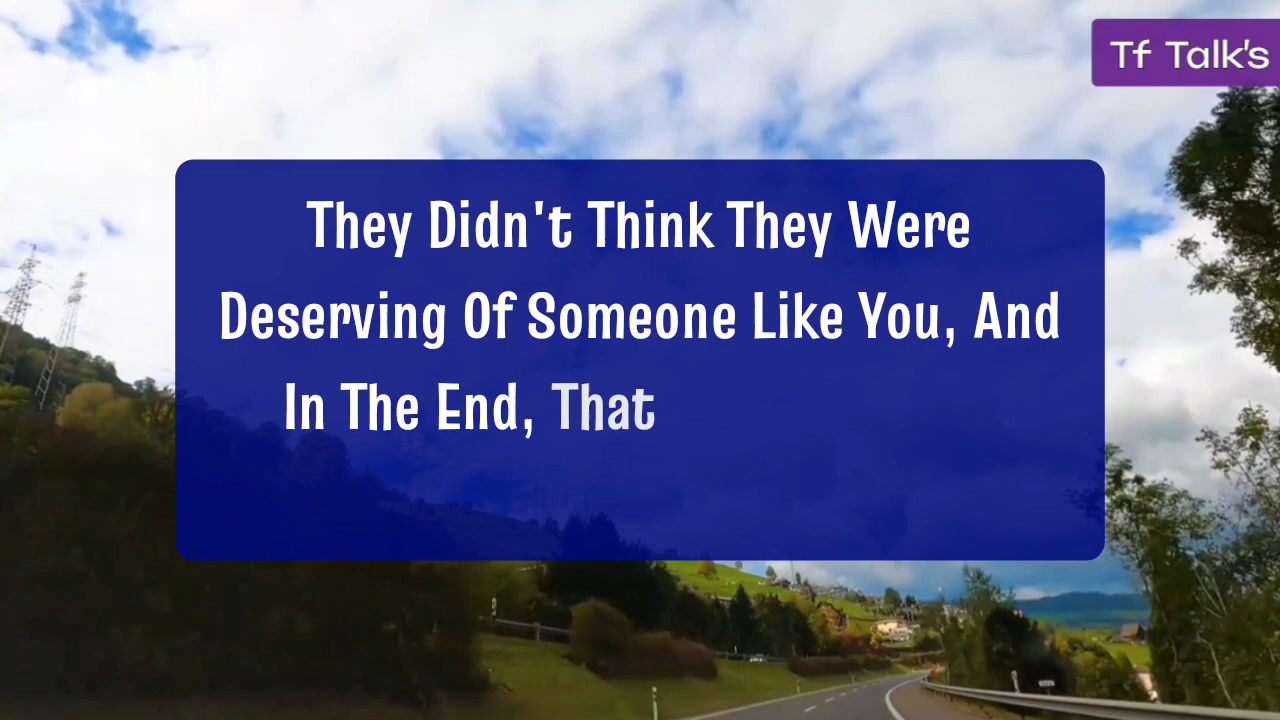 Tf Talk's
They Didn't Think They Were
Deserving Of Someone Like You, And
In The End, That